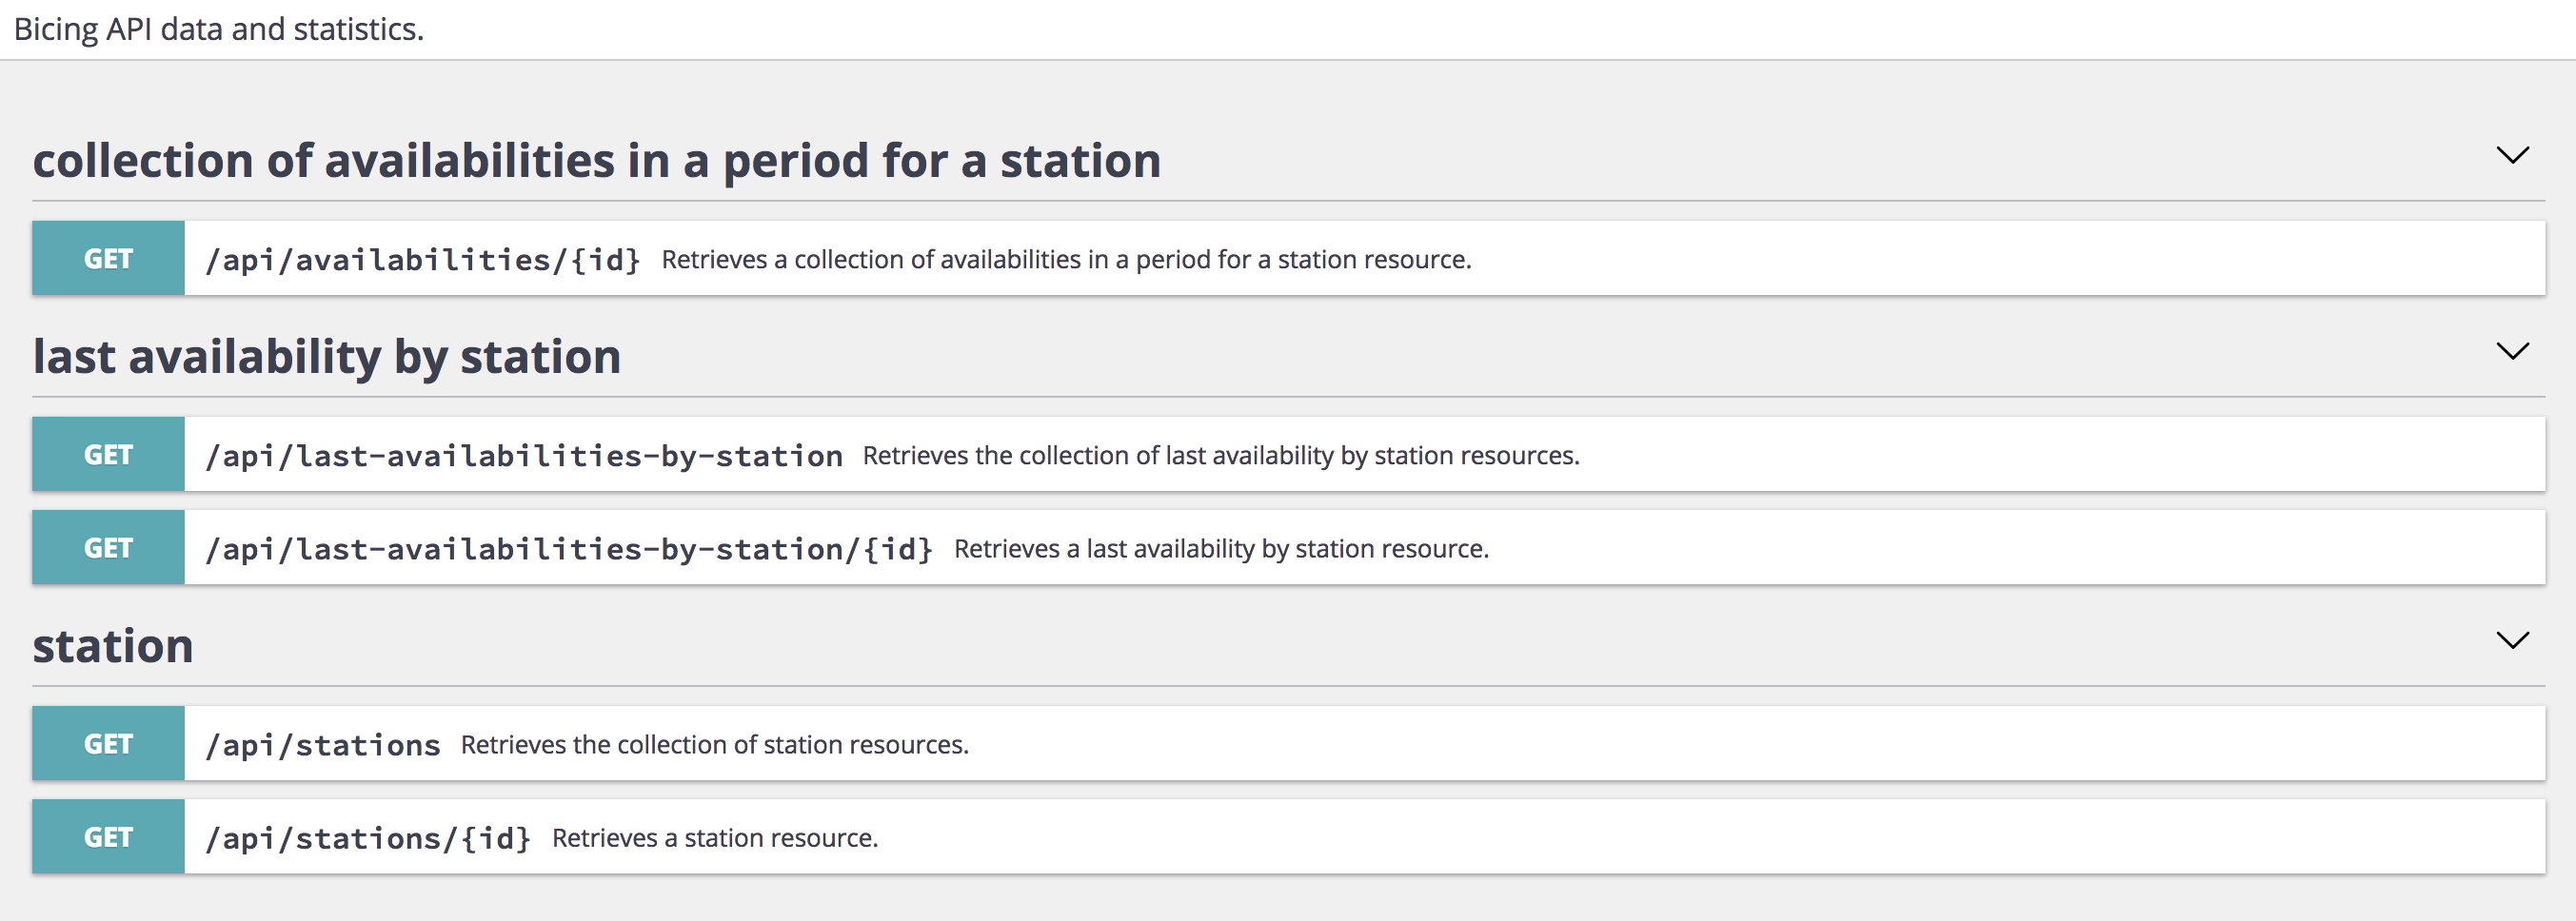 Bicing API data and statistics.
collection of availabilities in a period for a station
GET /api/availabilities/{id} Retrieves a collection of availabilities in a period for a station resource.
last availability by station
GET /api/last-availabilities-by-station Retrieves the collection of last availability by station resources.
GET /api/last-availabilities-by-station/{id} Retrieves a last availability by station resource.
station
GET /api/stations Retrieves the collection of station resources.
GET /api/stations/{id} Retrieves a station resource.